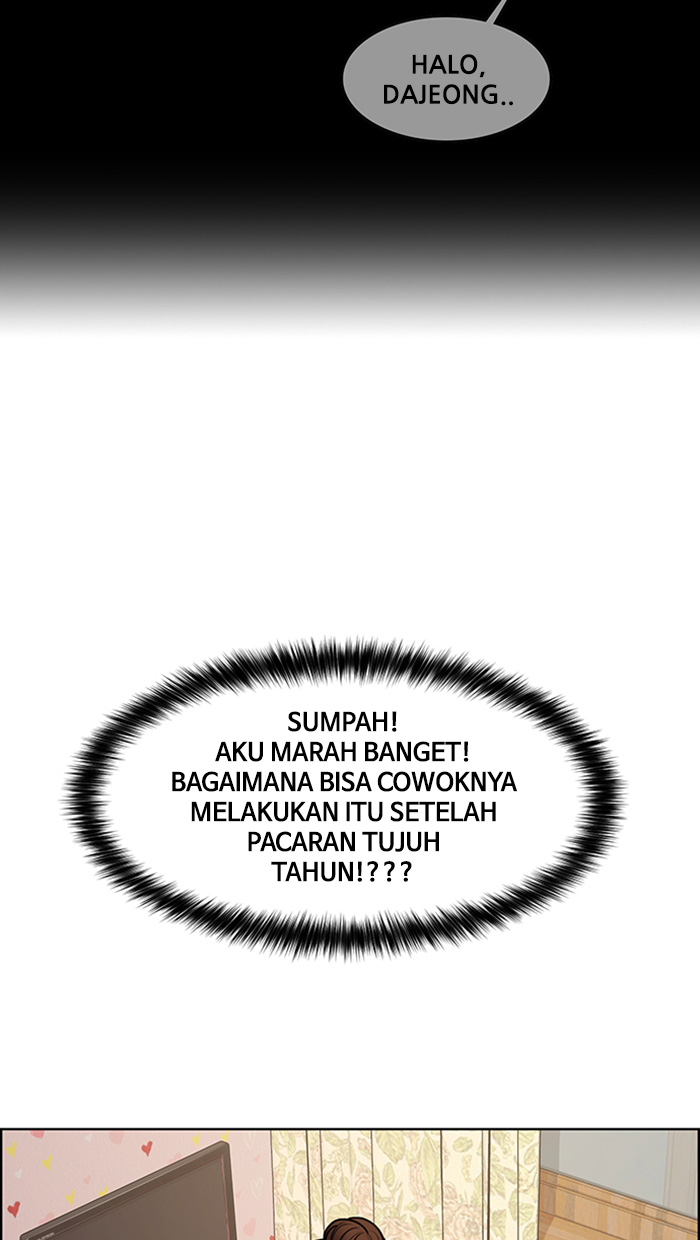 HALO,
DAJEONG..
SUMPAH!
AKU MARAH BANGET!
BAGAIMANA BISA COWOKNYA
MELAKUKAN ITU SETELAH
PACARAN TUJUH
TAHUN!???